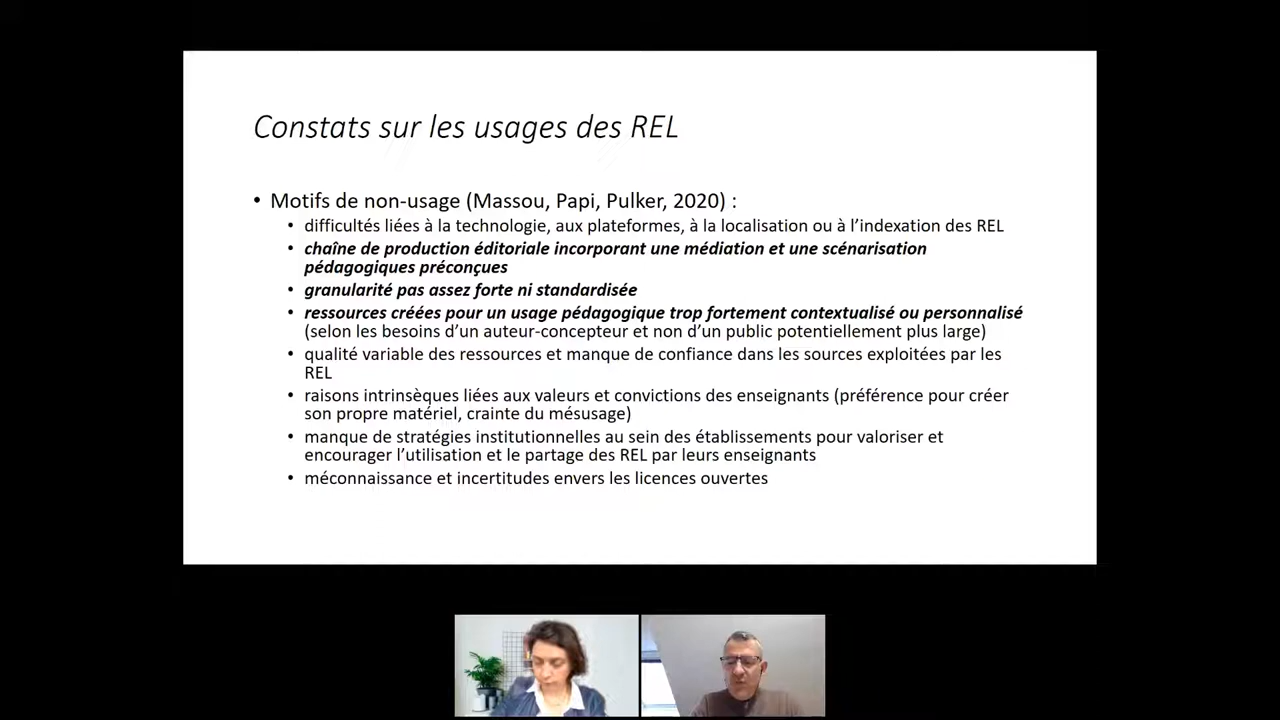 Constats sur les usages des REL
• Motifs de non-usage (Massou, Papi, Pulker, 2020) :
• difficultés liées à la technologie, aux plateformes, à la localisation ou à l’indexation des REL
• chaîne de production éditoriale incorporant une médiation et une scénarisation
pédagogiques préconçues
• granularité pas assez forte ni standardisée
• ressources créées pour un usage pédagogique trop fortement contextualisé ou personnalisé
(selon les besoins d’un auteur-concepteur et non d’un public potentiellement plus large)
• qualité variable des ressources et manque de confiance dans les sources exploitées par les
REL
• raisons intrinsèques liées aux valeurs et convictions des enseignants (préférence pour créer
son propre matériel, crainte du mésusage)
• manque de stratégies institutionnelles au sein des établissements pour valoriser et
encourager l’utilisation et le partage des REL par leurs enseignants
• méconnaissance et incertitudes envers les licences ouvertes